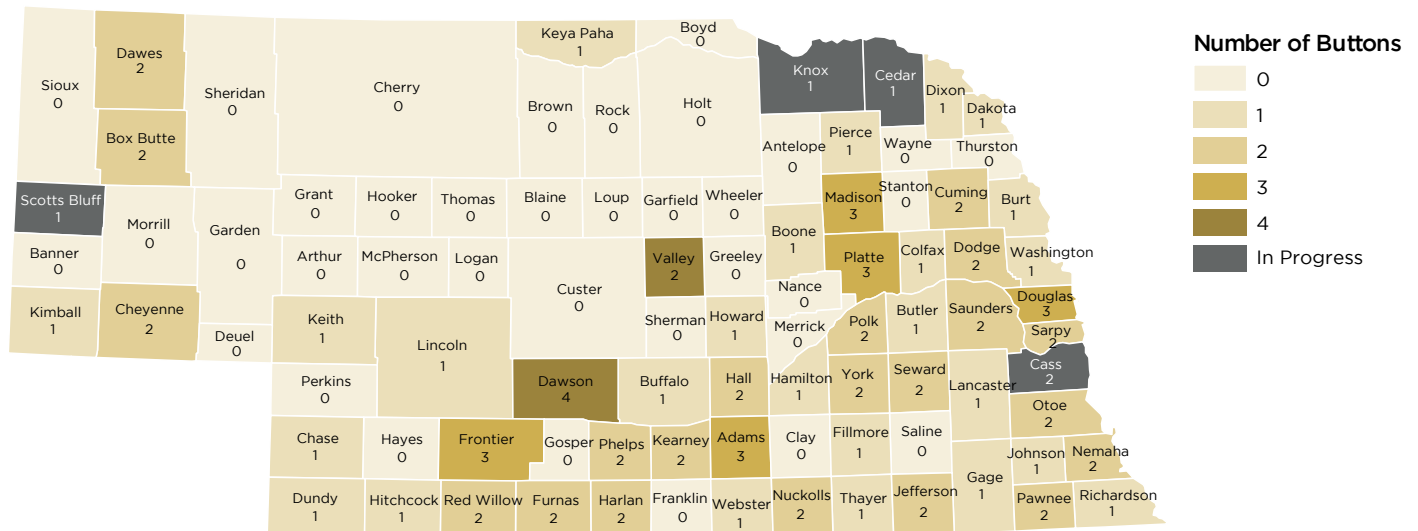 Number of Buttons
0
1
2
3
4
In Progress
Sioux
0
Dawes
2
Box Butte
2
Sheridan
0
Cherry
0
Keya Paha
1
Boyd
0
Brown
0
Rock
0
Holt
0
Knox
1
Cedar
1
Dixon
1
Dakota
1
Antelope
0
Pierce
1
Wayne
0
Thurston
0
Scotts Bluff
1
Morrill
0
Garden
0
Grant
0
Hooker
0
Thomas
0
Blaine
0
Loup
0
Garfield
0
Wheeler
0
Madison
3
Stanton
0
Cuming
2
Burt
1
Banner
0
Arthur
0
McPherson
0
Logan
0
Custer
0
Valley
2
Greeley
0
Boone
1
Platte
3
Colfax
1
Dodge
2
Washington
1
Kimball
1
Cheyenne
2
Deuel
0
Keith
1
Lincoln
1
Sherman
0
Howard
1
Nance
0
Merrick
0
Polk
2
Butler
1
Saunders
2
Douglas
3
Sarpy
2
Perkins
0
Dawson
4
Buffalo
1
Hall
2
Hamilton
1
York
2
Seward
2
Lancaster
1
Cass
2
Otoe
2
Chase
1
Hayes
0
Frontier
3
Gosper
0
Phelps
2
Kearney
2
Adams
3
Clay
0
Fillmore
1
Saline
0
Gage
1
Johnson
1
Nemaha
2
Dundy
1
Hitchcock
1
Red Willow
2
Furnas
2
Harlan
2
Franklin
0
Webster
1
Nuckolls
2
Thayer
1
Jefferson
2
Pawnee
2
Richardson
1